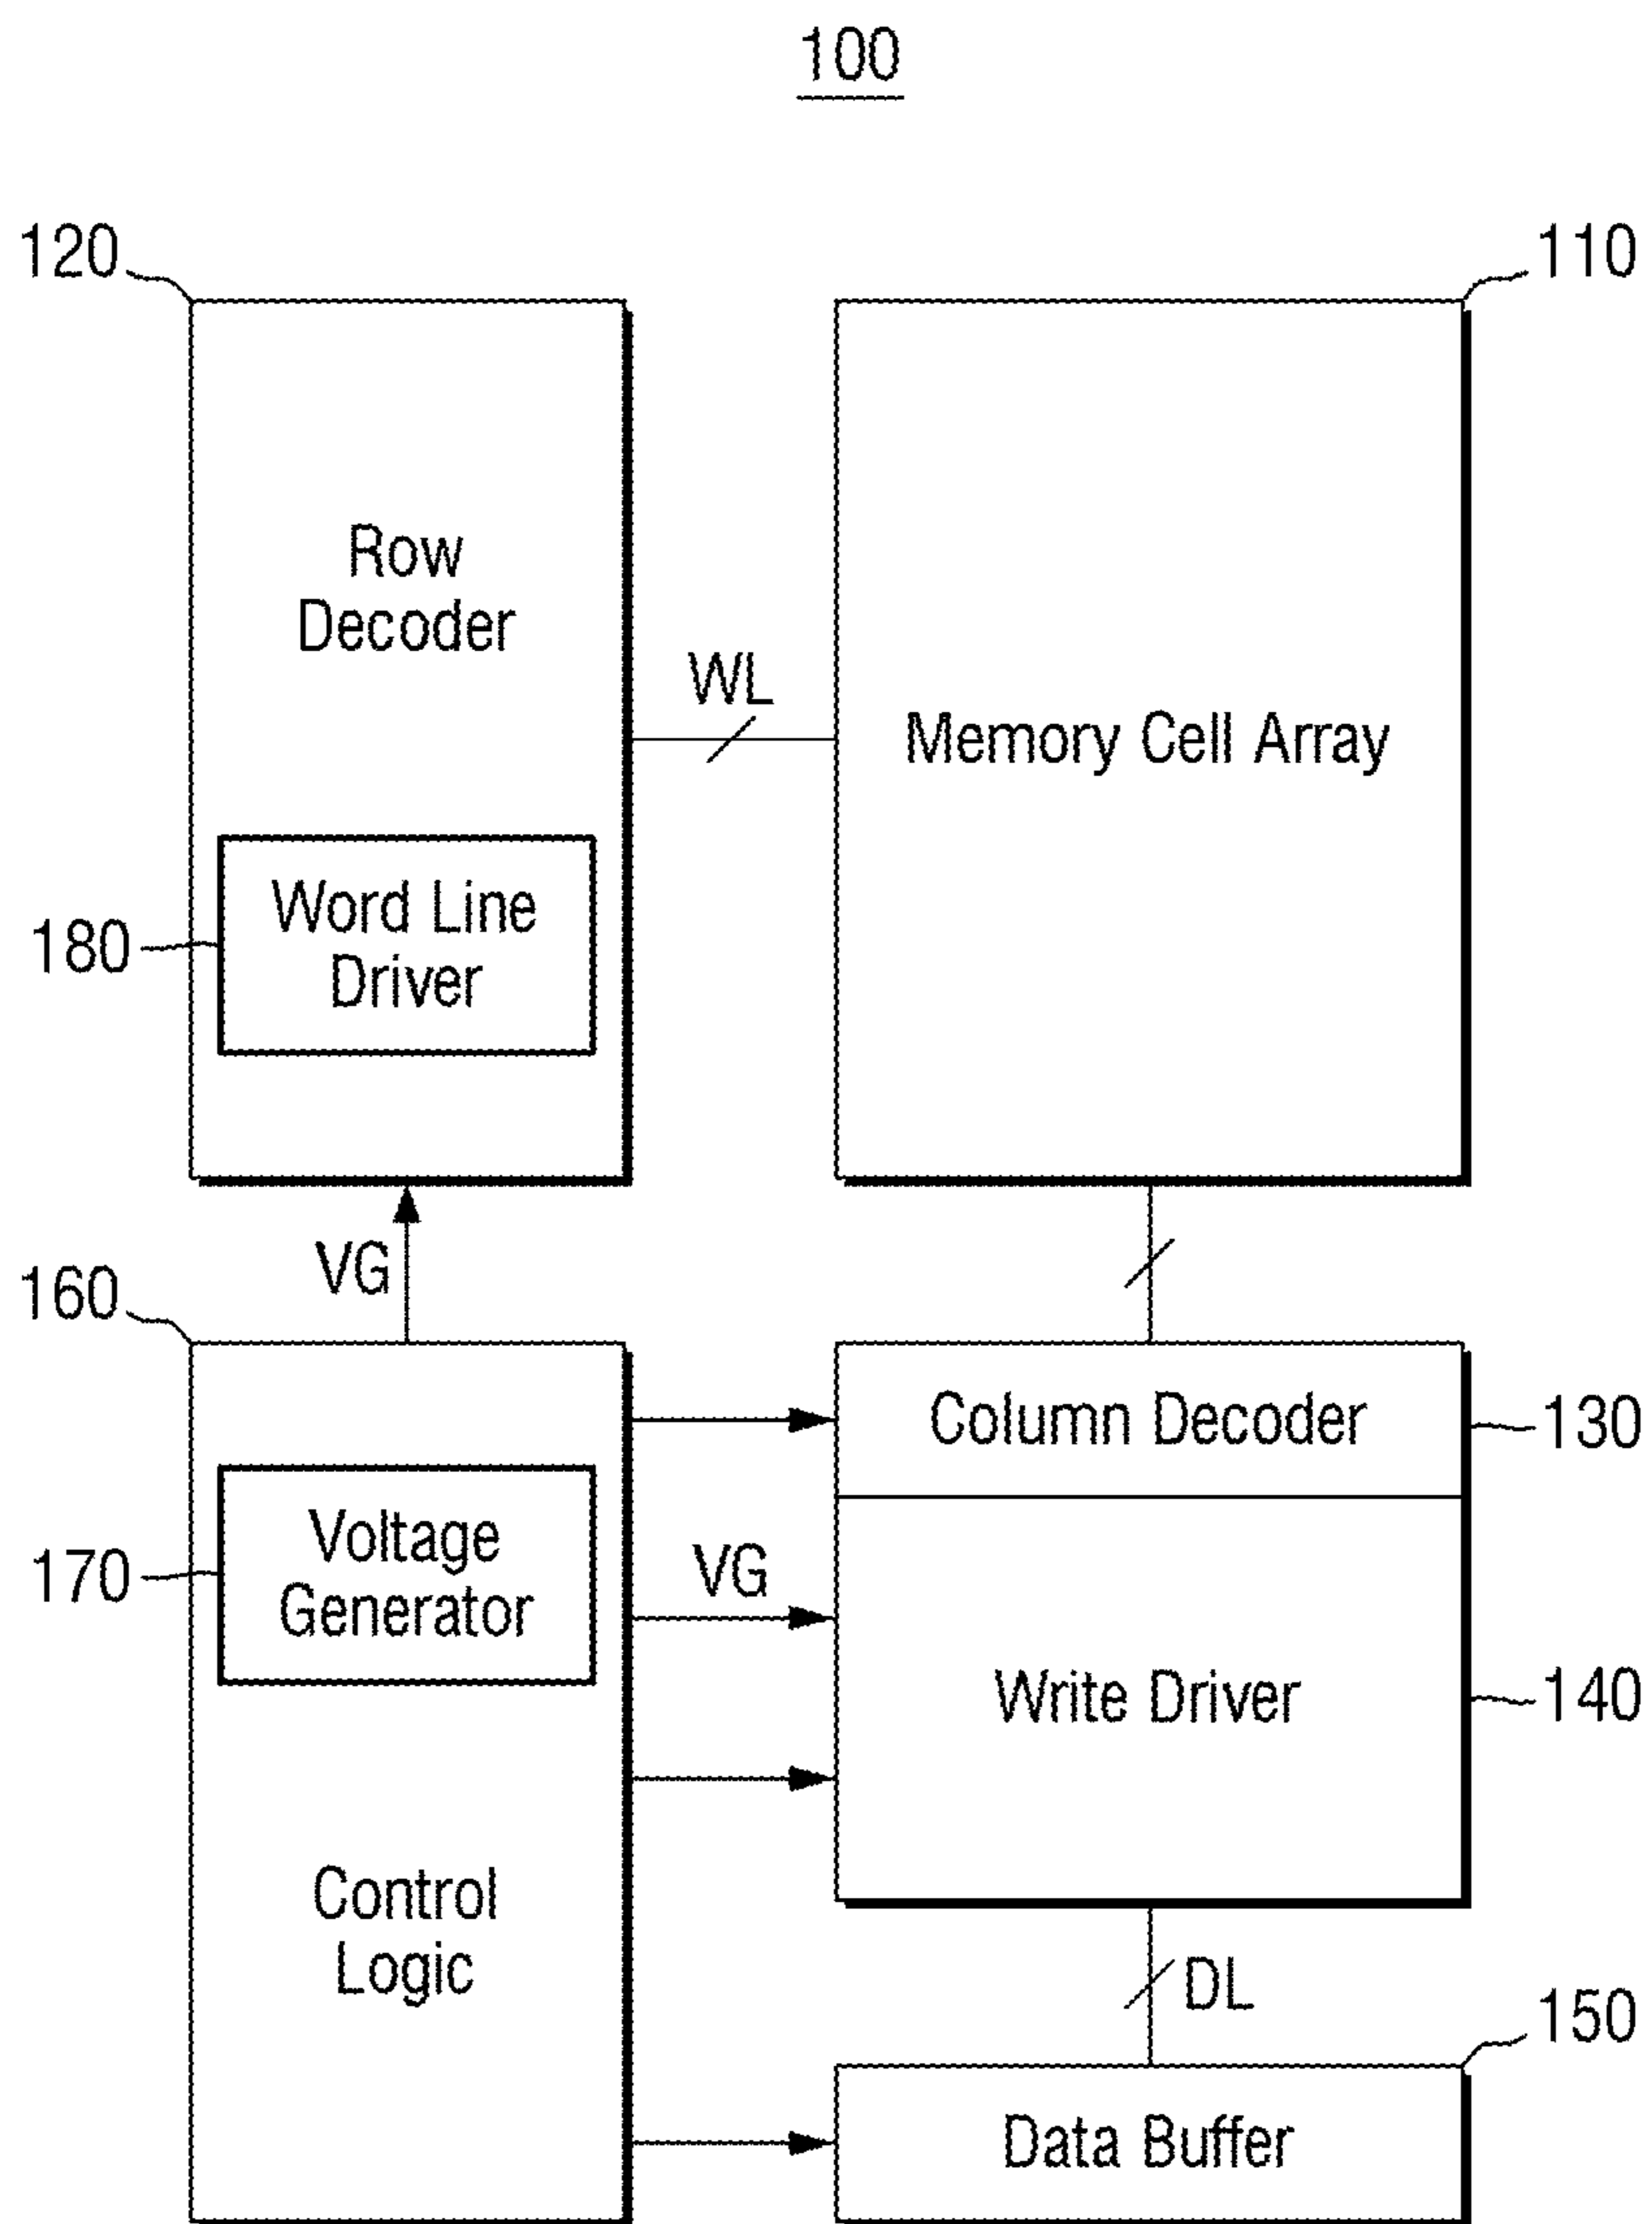 100
120
110
Row
Decoder
WL
Memory Cell Array
180
Word Line
Driver
VG
160
Column Decoder
130
170
Voltage
Generator
VG
Write Driver
140
Control
Logic
DL
150
Data Buffer